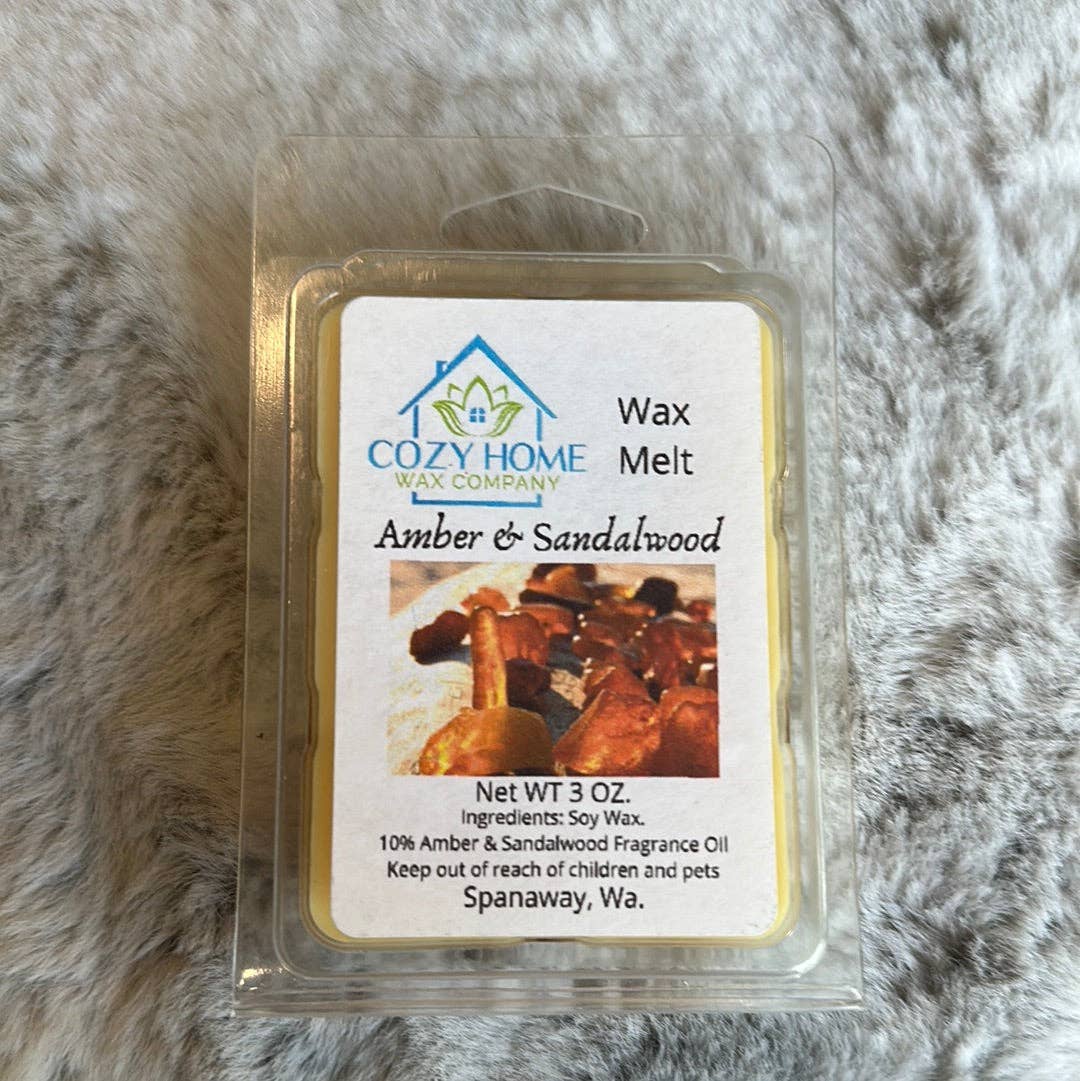 COZY HOME
WAX COMPANY
Wax
Melt
Amber & Sandalwood
Net WT 3 OZ.
Ingredients: Soy Wax.
10% Amber & Sandalwood Fragrance Oil
Keep out of reach of children and pets
Spanaway, Wa.